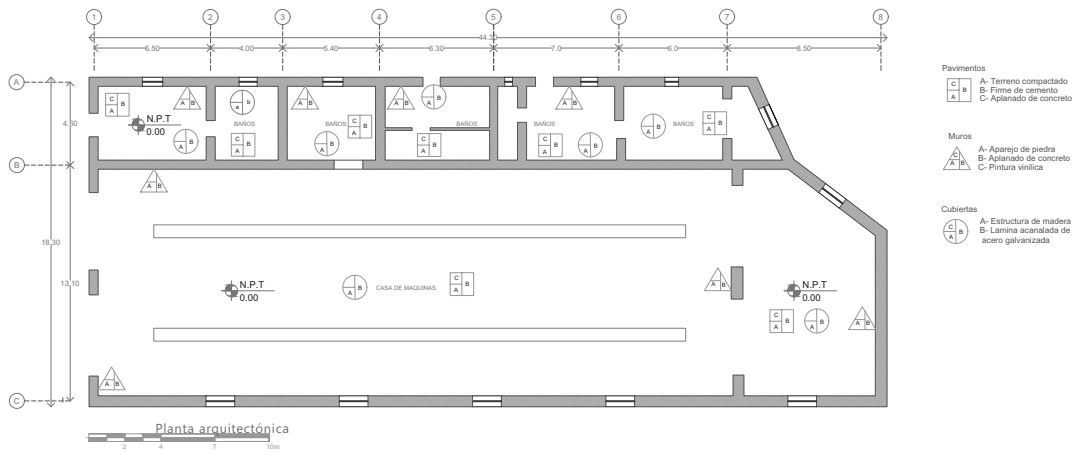 1 2 3 4 5 6 7 8
44.30
6.50 4.00 5.40 6.30 7.0 6.0 8.50
A
B
C
4.60
18.30
13.10
C A B
A B
N.P.T
0.00
A B
a b
BAÑOS
C A B
A B
BAÑOS
C A B
A B
A B
A B
BAÑOS
C A B
A B
BAÑOS
C A B
A B
A B
BAÑOS
C A B
A B
N.P.T
0.00
A B
CASA DE MAQUINAS
C A B
A B
N.P.T
0.00
C A B
A B
A B
A B
Planta arquitectónica
2 4 7 10m
Pavimentos
C A B
A- Terreno compactado
B- Firme de cemento
C- Aplanado de concreto
Muros
C A B
A- Aparejo de piedra
B- Aplanado de concreto
C- Pintura vinilica
Cubiertas
C A B
A- Estructura de madera
B- Lamina acanalada de
acero galvanizada